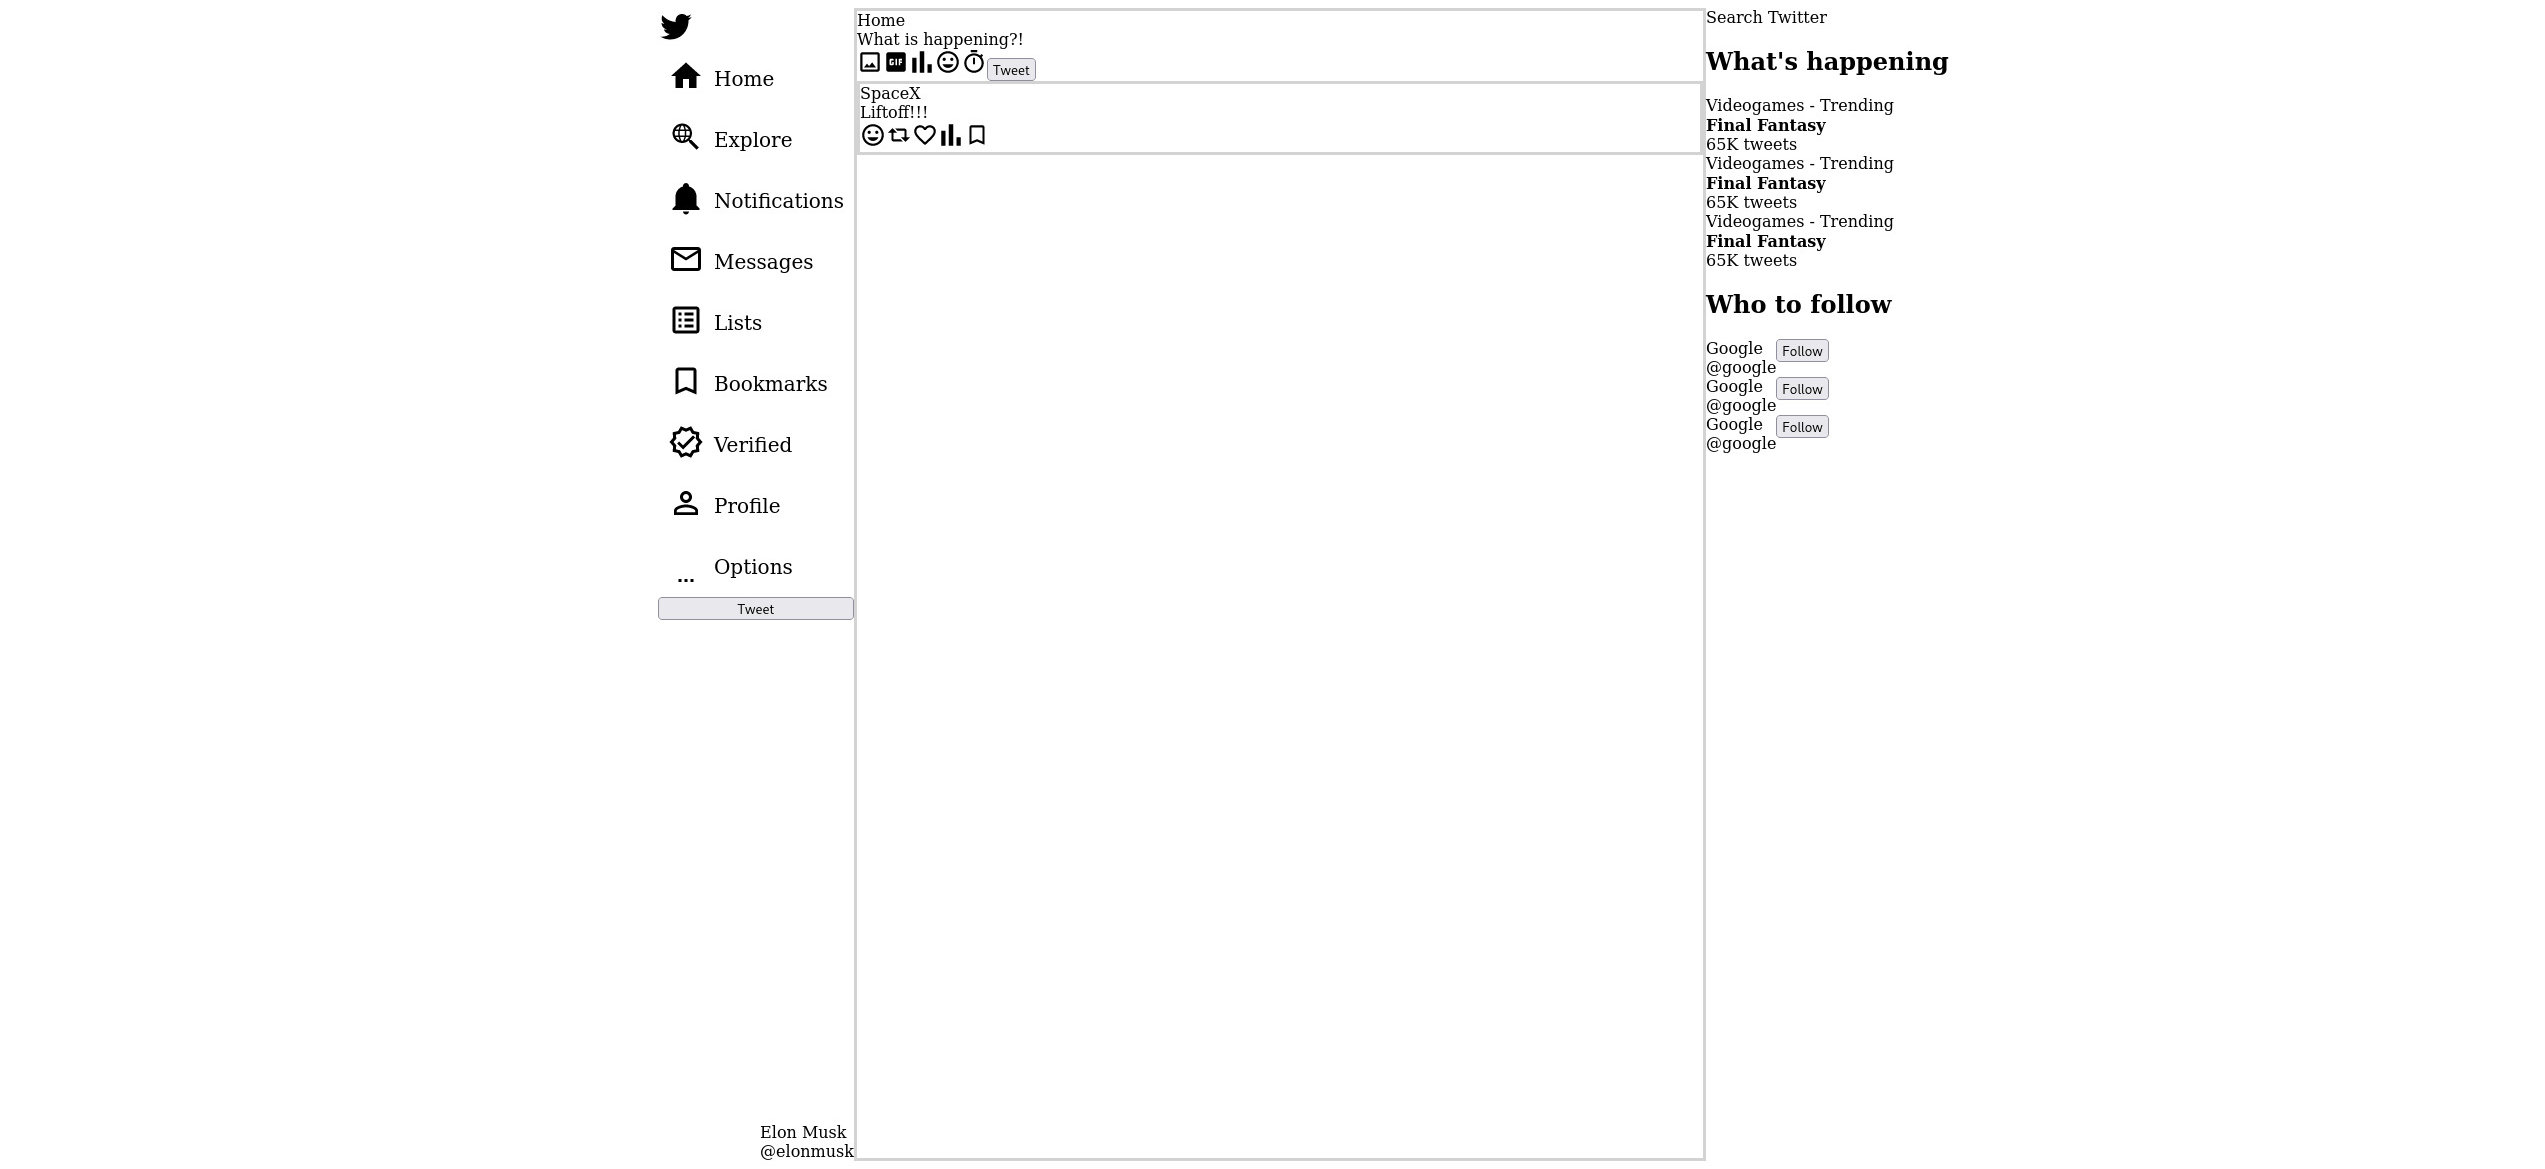 Home
Explore
Notifications
Messages
Lists
Bookmarks
Verified
Profile
... Options
Tweet
Elon Musk
@elonmusk
Home
What is happening?!
GIF Tweet
SpaceX
Liftoff!!!
Search Twitter
What's happening
Videogames - Trending
Final Fantasy
65K tweets
Videogames - Trending
Final Fantasy
65K tweets
Videogames - Trending
Final Fantasy
65K tweets
Who to follow
Google Follow
@google
Google Follow
@google
Google Follow
@google